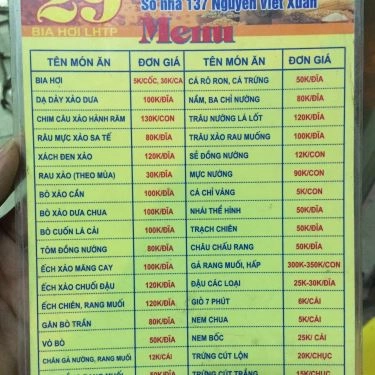 29
Số nhà 137 Nguyễn Viết Xuân
BIA HƠI LHTP
Menu
TÊN MÓN ĂN ĐƠN GIÁ TÊN MÓN ĂN ĐƠN GIÁ
BIA HƠI 5K/CỐC, 30K/CA CÁ RÔ RON, CÁ TRỨNG 50K/ĐĨA
DẠ DÀY XÀO DƯA 100K/ĐĨA NẦM, BA CHỈ NƯỚNG 80K/ĐĨA
CHIM CÂU XÀO HÀNH RĂM 130K/CON TRÂU NƯỚNG LÁ LỐT 120K/ĐĨA
RÂU MỰC XÀO SA TẾ 80K/ĐĨA TRÂU XÀO RAU MUỐNG 100K/ĐĨA
XÁCH ĐEN XÀO 120K/ĐĨA SẺ ĐỒNG NƯỚNG 12K/CON
RAU XÀO (THEO MÙA) 30K/ĐĨA MỰC NƯỚNG 90K/CON
BÒ XÀO CẦN 100K/ĐĨA CÁ CHỈ VÀNG 5K/CON
BÒ XÀO DƯA CHUA 100K/ĐĨA NHÁI THỂ HÌNH 50K/ĐĨA
BÒ CUỐN LÁ CẢI 100K/ĐĨA TRẠCH CHIÊN 50K/ĐĨA
TÔM ĐỒNG NƯỚNG 80K/ĐĨA CHÂU CHẤU RANG 50K/ĐĨA
ẾCH XÀO MĂNG CAY 100K/ĐĨA GÀ RANG MUỐI, HẤP 300K-350K/CON
ẾCH XÀO CHUỐI ĐẬU 120K/ĐĨA ĐẬU CÁC LOẠI 25K-30K/ĐĨA
ẾCH CHIÊN, RANG MUỐI 120K/ĐĨA GIÒ 7 PHÚT 6K/CÁI
GÂN BÒ TRẦN 80K/ĐĨA NEM CHUA 5K/CÁI
VÓ BÒ 50K/ĐĨA NEM BỐC 25K/ CÁI
CHÂN GÀ NƯỚNG, RANG MUỐI 12K/CÁI TRỨNG CÚT LỘN 20K/CHỤC
RANG MUỐI 50K/ĐĨA TRỨNG CÚT TRẮNG 15K/CHỤC